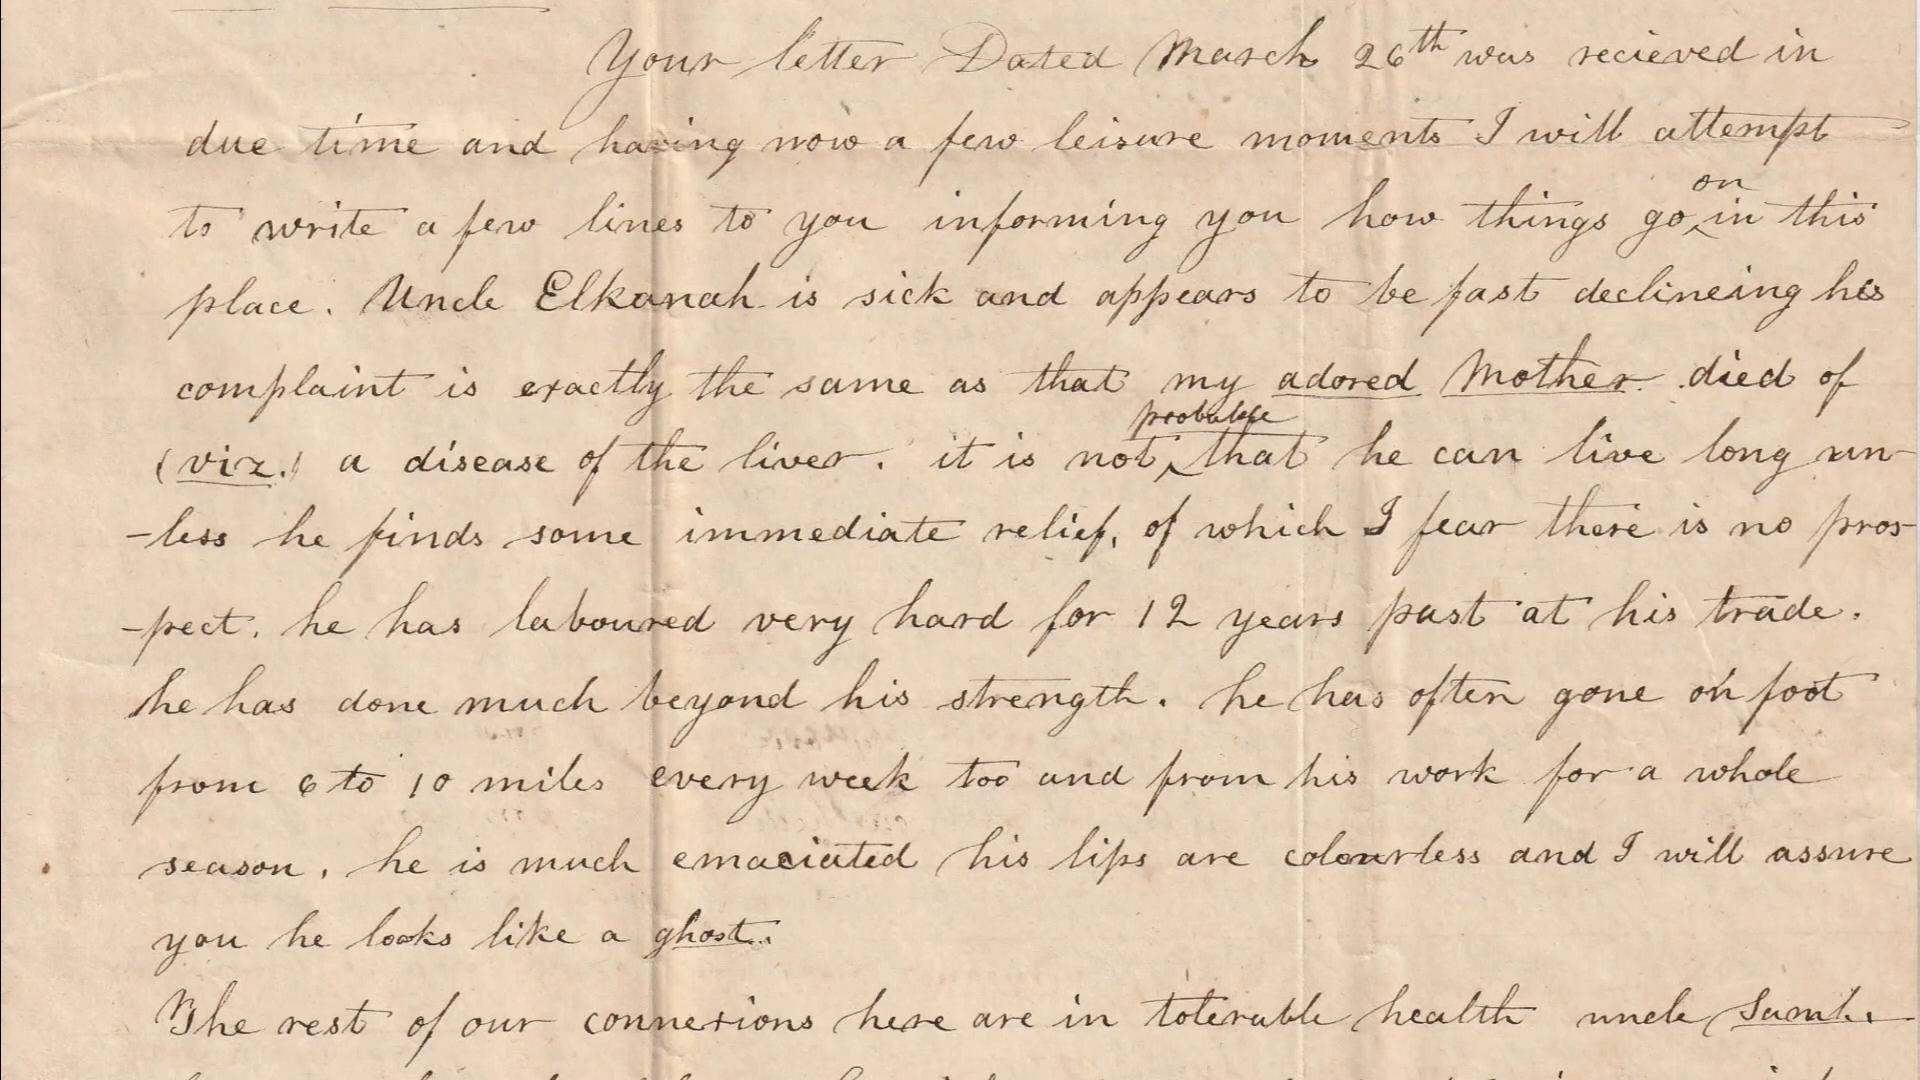 Your letter Dated March 26th was recieved in
due time and having now a few leisure moments I will attempt
to write a few lines to you informing you how things go ^on in this
place. Uncle Elkanah is sick and appears to be fast declineing his
complaint is exactly the same as that my adored Mother died of
(viz.) a disease of the liver. it is not ^probable that he can live long un-
-less he finds some immediate relief, of which I fear there is no pros-
-pect. he has laboured very hard for 12 years past at his trade.
he has done much beyond his strength. he has often gone on foot
from 6 to 10 miles every week too and from his work for a whole
season. he is much emaciated his lips are colourless and I will assure
you he looks like a ghost.
The rest of our connexions here are in tolerable health uncle Saml.